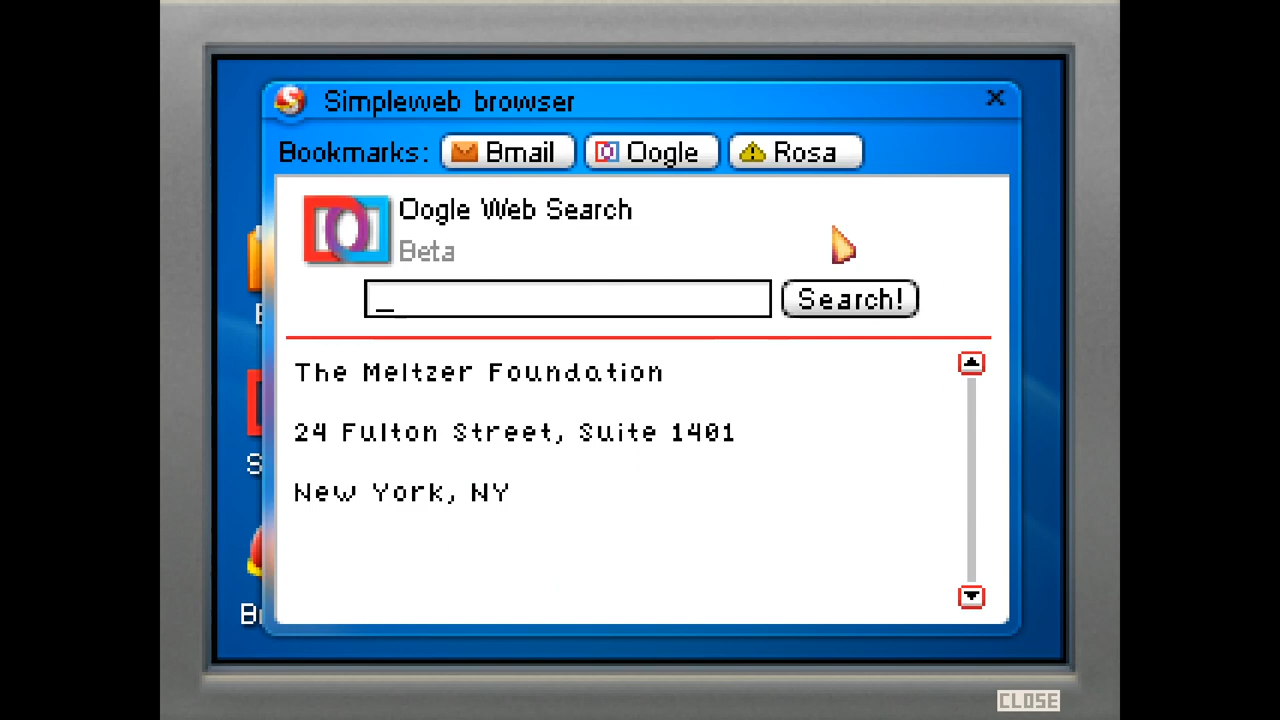 Simpleweb browser
Bookmarks: Bmail Oogle Rosa
Oogle Web Search
Beta
Search!
The Meltzer Foundation
24 Fulton Street, Suite 1401
New York, NY
CLOSE